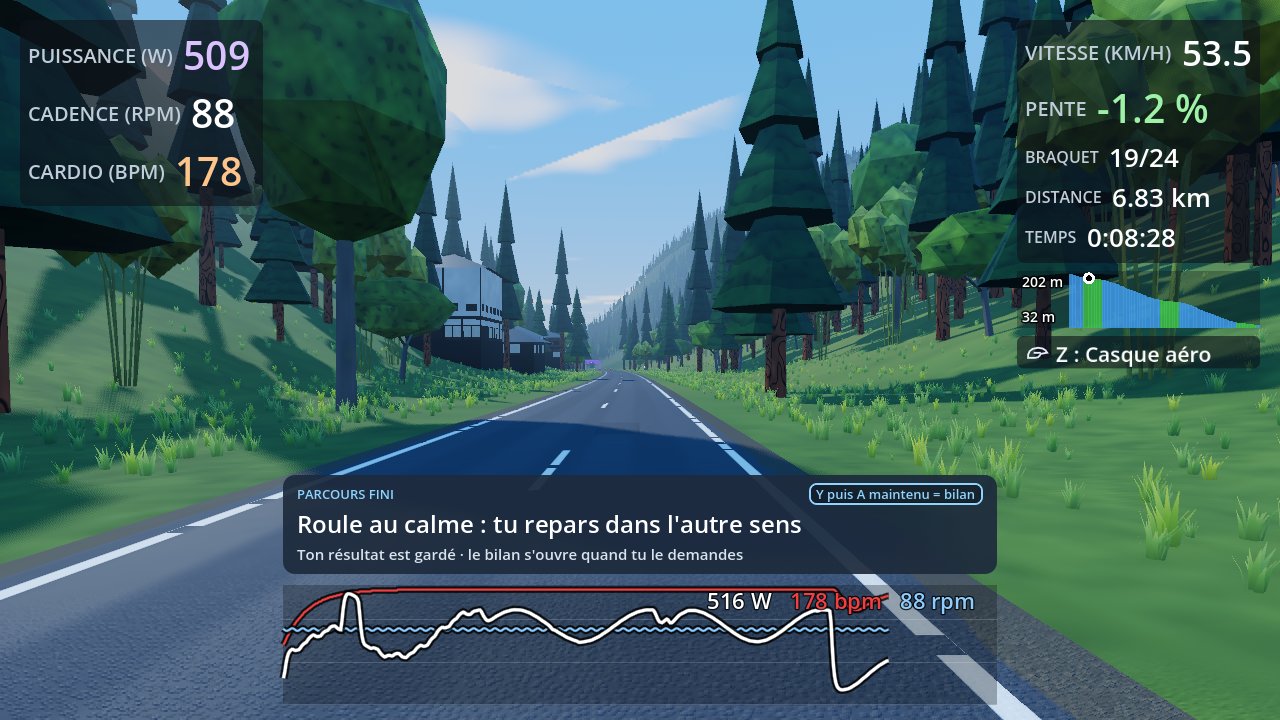 PUISSANCE (W) 509
CADENCE (RPM) 88
CARDIO (BPM) 178
VITESSE (KM/H) 53.5
PENTE -1.2 %
BRAQUET 19/24
DISTANCE 6.83 km
TEMPS 0:08:28
202 m
32 m
Z : Casque aéro
PARCOURS FINI
Y puis A maintenu = bilan
Roule au calme : tu repars dans l'autre sens
Ton résultat est gardé · le bilan s'ouvre quand tu le demandes
516 W 178 bpm 88 rpm